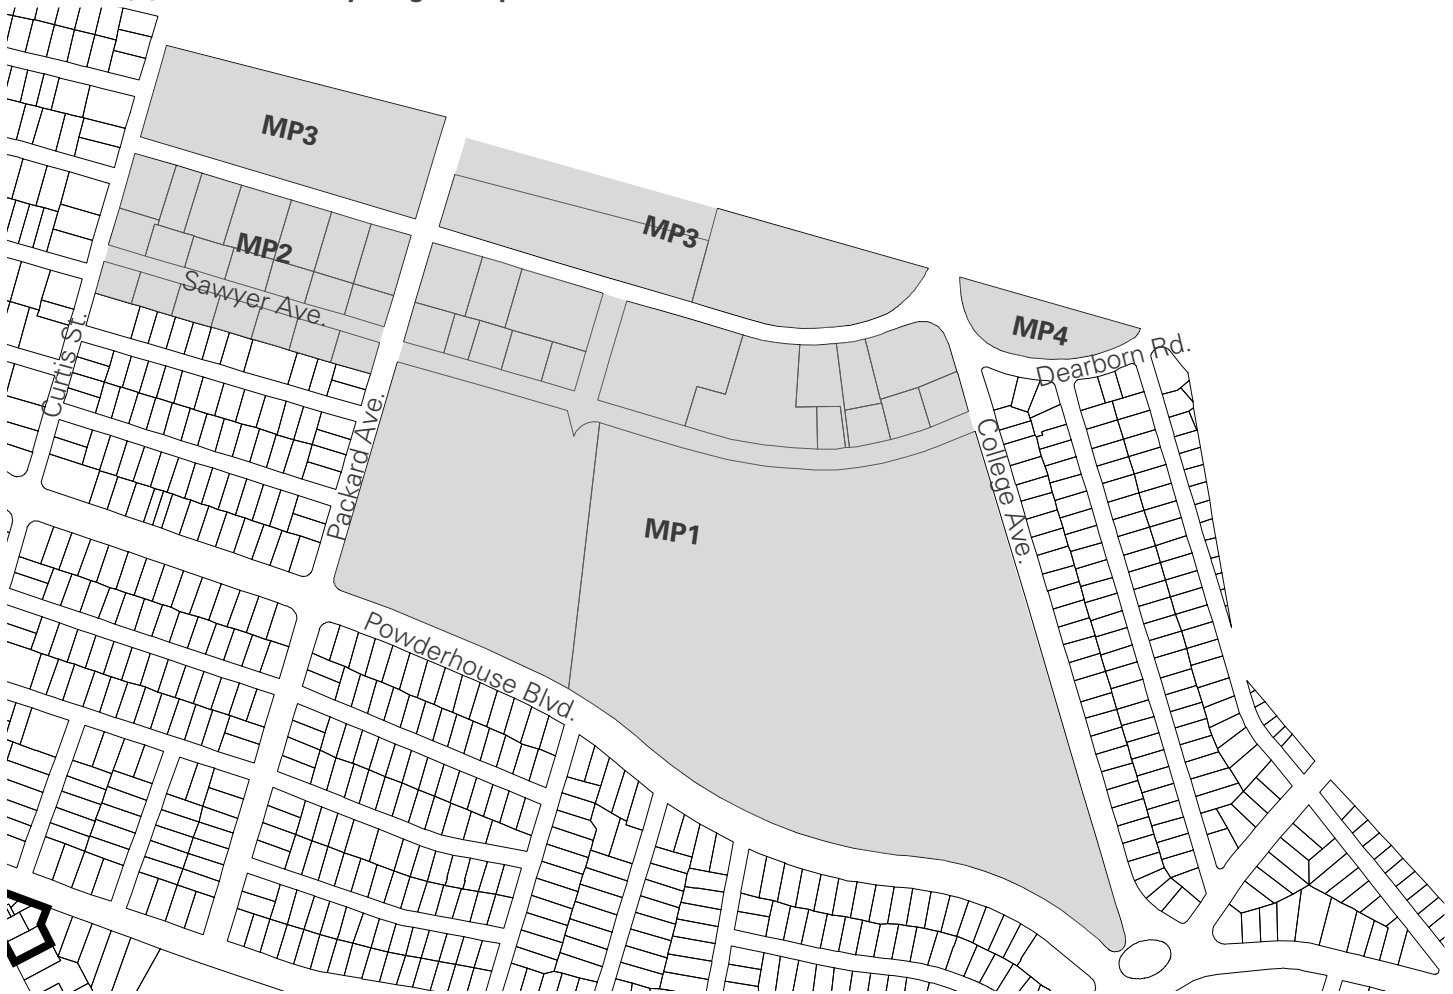 MP3
MP3
MP2
Sawyer Ave.
MP4
Dearborn Rd.
Curtis St.
Packard Ave.
College Ave.
MP1
Powderhouse Blvd.